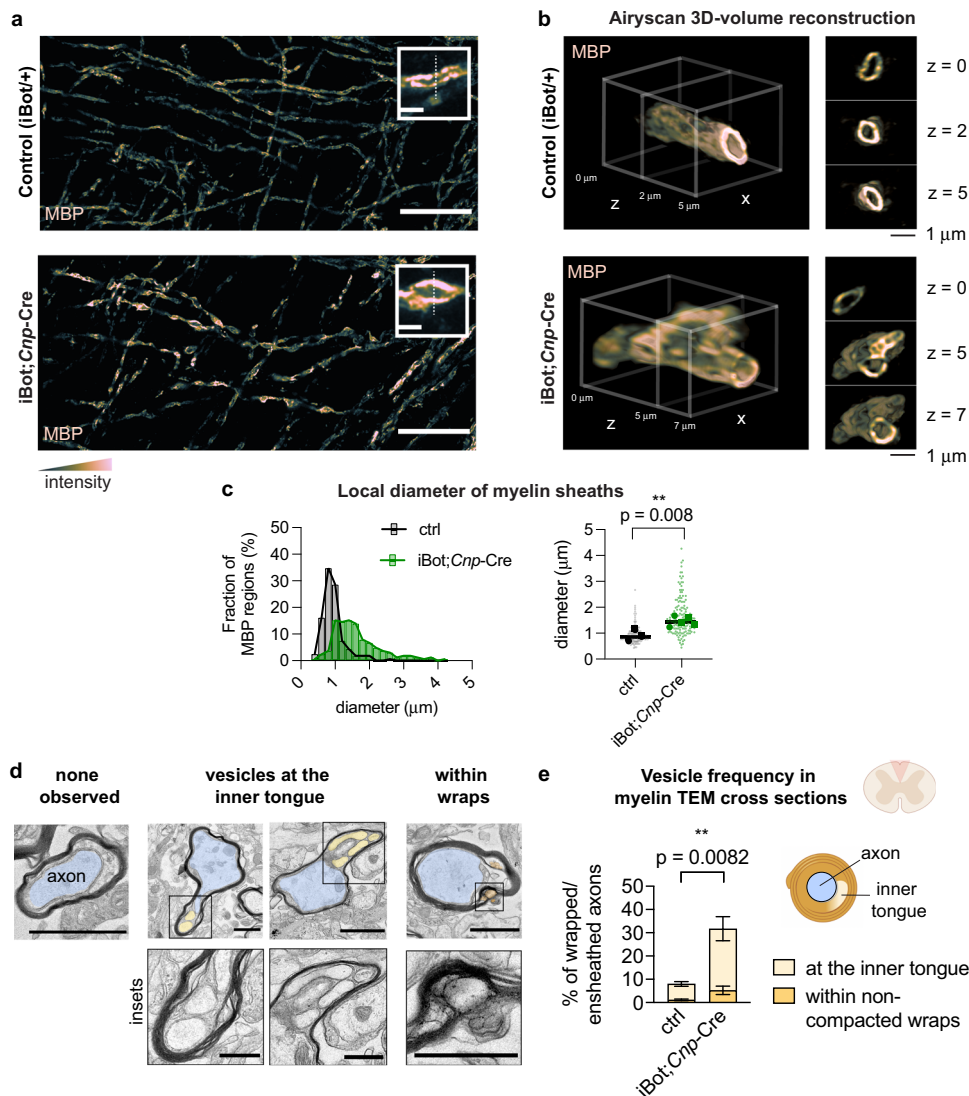 a
Control (iBot/+)
MBP
iBot;Cnp-Cre
MBP
intensity
b
Airyscan 3D-volume reconstruction
Control (iBot/+)
MBP
0 µm
2 µm
5 µm
z
x
z = 0
z = 2
z = 5
1 µm
iBot;Cnp-Cre
MBP
0 µm
5 µm
7 µm
z
x
z = 0
z = 5
z = 7
1 µm
c
Local diameter of myelin sheaths
Fraction of
MBP regions (%)
50
40
30
20
10
0
0
1
2
3
4
5
diameter (µm)
ctrl
iBot;Cnp-Cre
**
p = 0.008
diameter (µm)
5
4
3
2
1
0
ctrl
iBot;Cnp-Cre
d
none
observed
vesicles at the
inner tongue
within
wraps
axon
insets
e
Vesicle frequency in
myelin TEM cross sections
**
p = 0.0082
% of wrapped/
ensheathed axons
50
40
30
20
10
0
ctrl
iBot;Cnp-Cre
axon
inner
tongue
at the inner tongue
within non-
compacted wraps